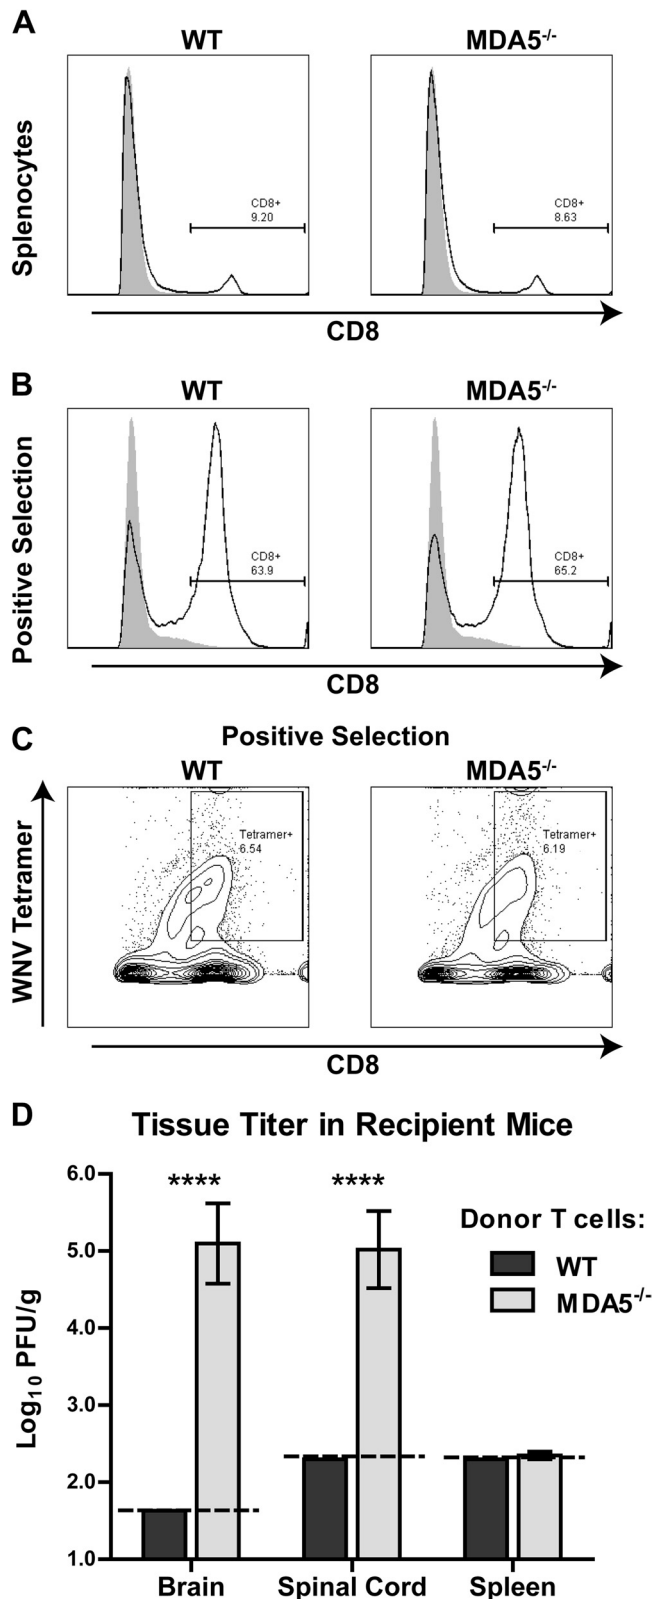 A
WT MDA5-/-
Splenocytes
CD8+
9.20
CD8+
8.63
CD8
B
WT MDA5-/-
Positive Selection
CD8+
63.9
CD8+
65.2
CD8
C
Positive Selection
WT MDA5-/-
WNV Tetramer
Tetramer+
6.54
Tetramer+
6.19
CD8
D
Tissue Titer in Recipient Mice
Log10 PFU/g
6.0
5.0
4.0
3.0
2.0
1.0
**** ****
Donor T cells:
WT
MDA5-/-
Brain Spinal Cord Spleen